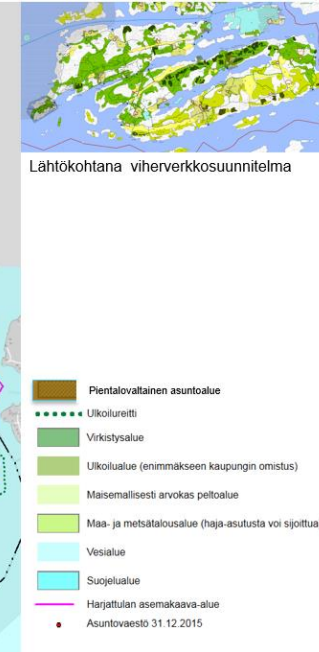 Lähtökohtana viherverkkosuunnitelma
Pientalovaltainen asuntoalue
Ulkoilureitti
Virkistysalue
Ulkoilualue (enimmäkseen kaupungin omistus)
Maisemallisesti arvokas peltoalue
Maa- ja metsätalousalue (haja-asutusta voi sijoittua
Vesialue
Suojelualue
Harjattulan asemakaava-alue
Asuntovaestö 31.12.2015